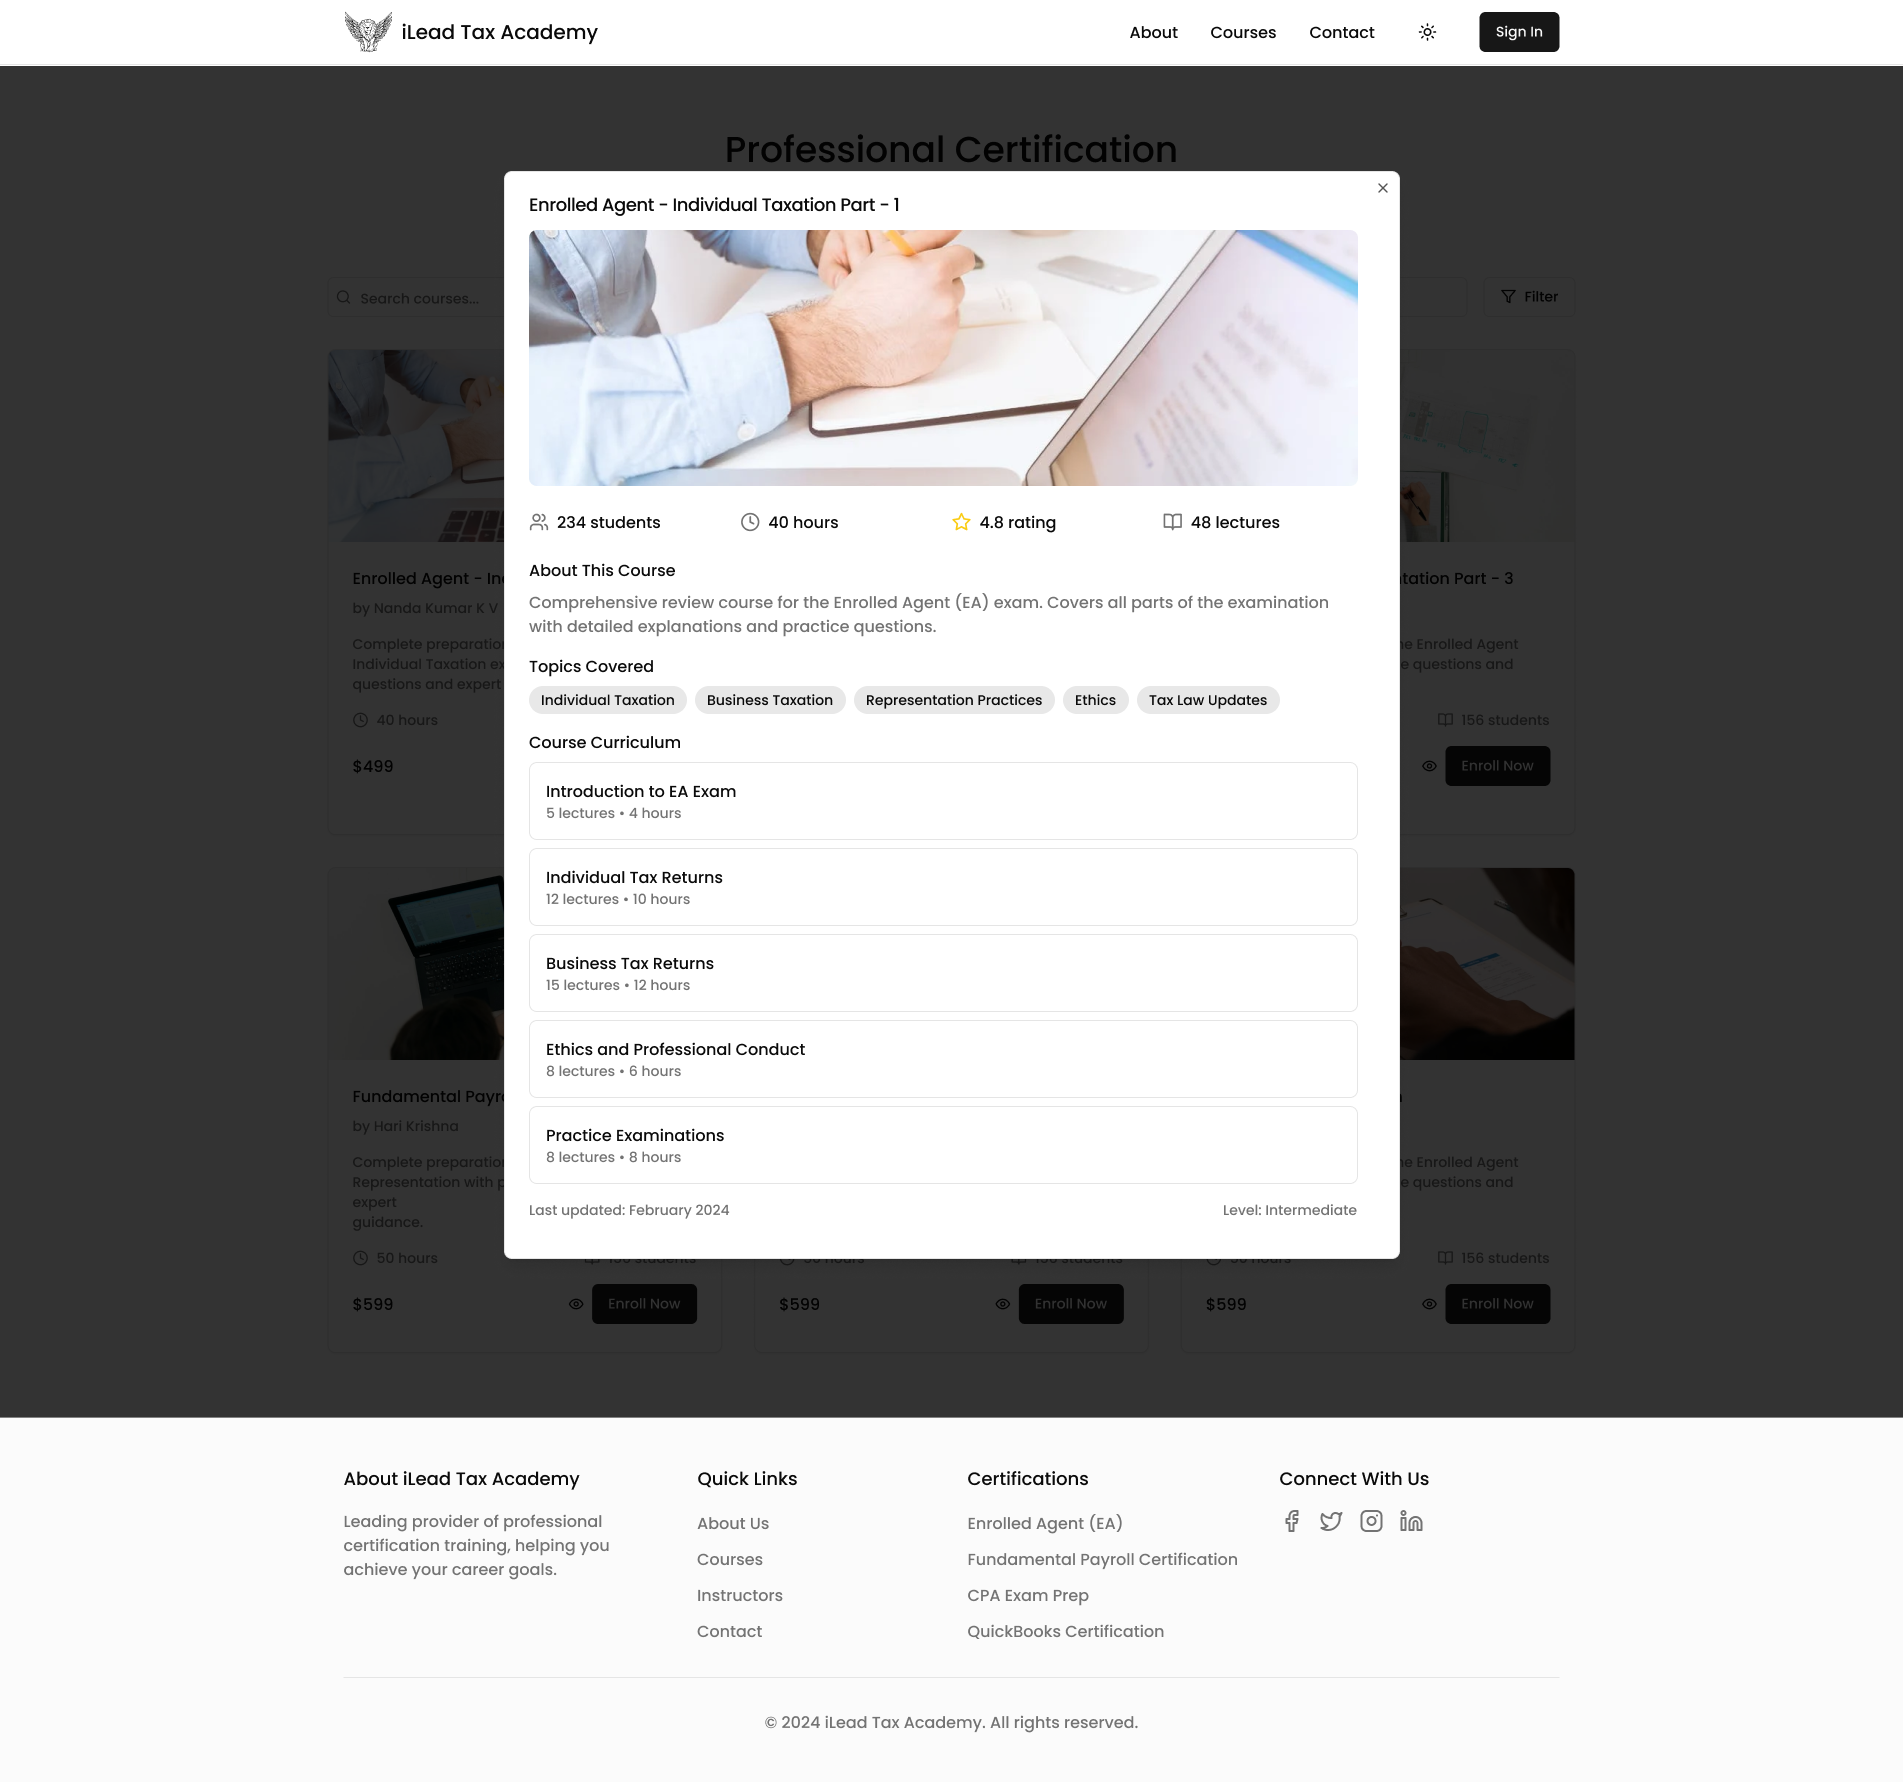 iLead Tax Academy
About
Courses
Contact
Sign In
Professional Certification
Search courses...
Filter
Enrolled Agent - Individual Taxation Part - 1
234 students
40 hours
4.8 rating
48 lectures
About This Course
Comprehensive review course for the Enrolled Agent (EA) exam. Covers all parts of the examination
with detailed explanations and practice questions.
Topics Covered
Individual Taxation
Business Taxation
Representation Practices
Ethics
Tax Law Updates
Course Curriculum
Introduction to EA Exam
5 lectures • 4 hours
Individual Tax Returns
12 lectures • 10 hours
Business Tax Returns
15 lectures • 12 hours
Ethics and Professional Conduct
8 lectures • 6 hours
Practice Examinations
8 lectures • 8 hours
Last updated: February 2024
Level: Intermediate
Enrolled Agent -
by Nanda Kumar K V
Complete
Individual Taxation
questions and expert
40 hours
$499
Part - 3
Enrolled Agent
questions and
156 students
Enroll Now
Fundamental
by Hari Krishna
Complete
Representation with
expert
guidance.
50 hours
$599
Enroll Now
$599
Enroll Now
Enrolled Agent
questions and
156 students
$599
Enroll Now
About iLead Tax Academy
Leading provider of professional
certification training, helping you
achieve your career goals.
Quick Links
About Us
Courses
Instructors
Contact
Certifications
Enrolled Agent (EA)
Fundamental Payroll Certification
CPA Exam Prep
QuickBooks Certification
Connect With Us
© 2024 iLead Tax Academy. All rights reserved.